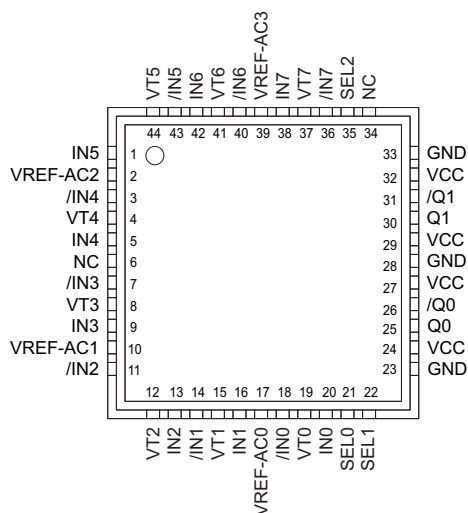 VT5
/IN5
IN6
VT6
/IN6
VREF-AC3
IN7
VT7
/IN7
SEL2
NC
44 43 42 41 40 39 38 37 36 35 34
IN5 1
VREF-AC2 2
/IN4 3
VT4 4
IN4 5
NC 6
/IN3 7
VT3 8
IN3 9
VREF-AC1 10
/IN2 11
33 GND
32 VCC
31 /Q1
30 Q1
29 VCC
28 GND
27 VCC
26 /Q0
25 Q0
24 VCC
23 GND
12 13 14 15 16 17 18 19 20 21 22
VT2
IN2
/IN1
VT1
IN1
VREF-AC0
/IN0
VT0
IN0
SEL0
SEL1